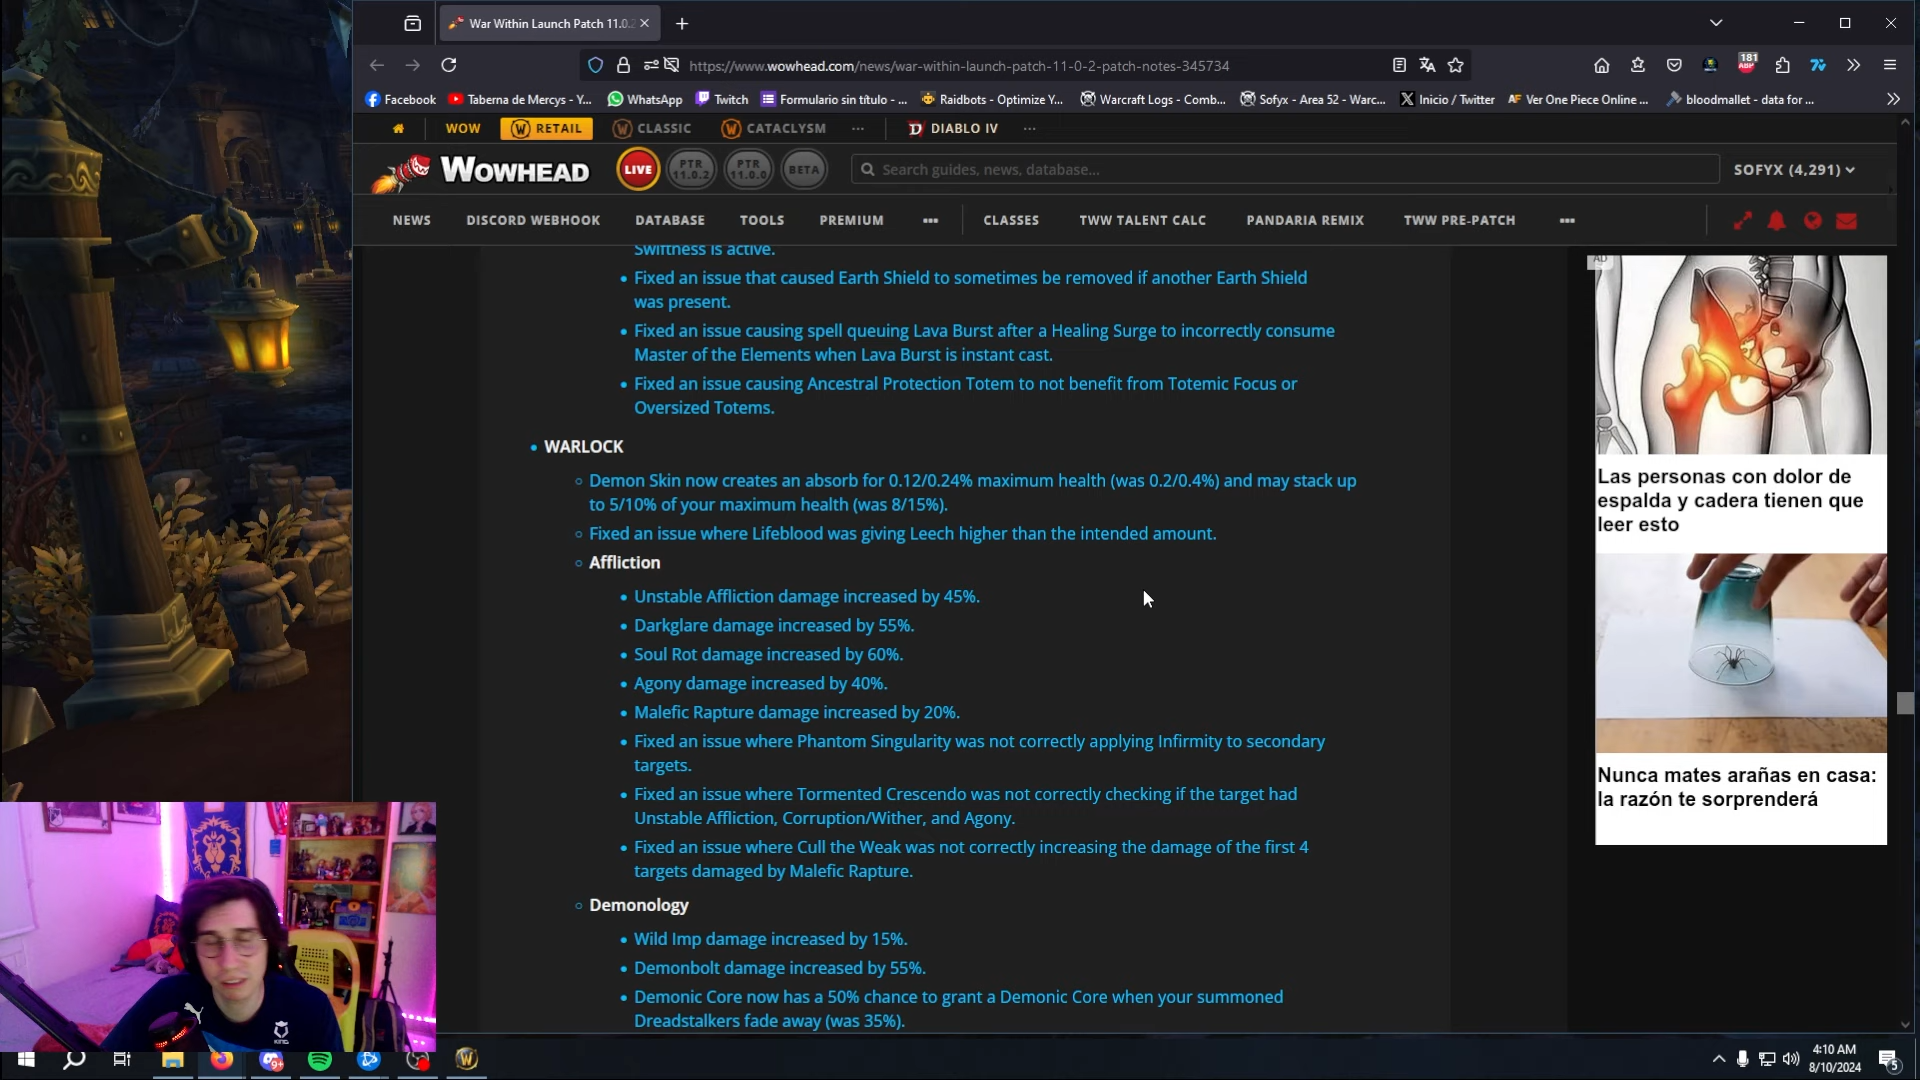 War Within Launch Patch 11.0.2
https://www.wowhead.com/news/war-within-launch-patch-11-0-2-patch-notes-345734
181
ABP
Facebook
Taberna de Mercys - Y...
WhatsApp
Twitch
Formulario sin título - ...
Raidbots - Optimize Y...
Warcraft Logs - Comb...
Sofyx - Area 52 - Warc...
Inicio / Twitter
AF Ver One Piece Online ...
bloodmallet - data for ...
WOW
RETAIL
CLASSIC
CATACLYSM
DIABLO IV
WOWHEAD
LIVE
PTR 11.0.2
PTR 11.0.0
BETA
Search guides, news, database...
SOFYX (4,291)
NEWS
DISCORD WEBHOOK
DATABASE
TOOLS
PREMIUM
CLASSES
TWW TALENT CALC
PANDARIA REMIX
TWW PRE-PATCH
Swiftness is active.
• Fixed an issue that caused Earth Shield to sometimes be removed if another Earth Shield
was present.
• Fixed an issue causing spell queuing Lava Burst after a Healing Surge to incorrectly consume
Master of the Elements when Lava Burst is instant cast.
• Fixed an issue causing Ancestral Protection Totem to not benefit from Totemic Focus or
Oversized Totems.
• WARLOCK
◦ Demon Skin now creates an absorb for 0.12/0.24% maximum health (was 0.2/0.4%) and may stack up
to 5/10% of your maximum health (was 8/15%).
◦ Fixed an issue where Lifeblood was giving Leech higher than the intended amount.
◦ Affliction
• Unstable Affliction damage increased by 45%.
• Darkglare damage increased by 55%.
• Soul Rot damage increased by 60%.
• Agony damage increased by 40%.
• Malefic Rapture damage increased by 20%.
• Fixed an issue where Phantom Singularity was not correctly applying Infirmity to secondary
targets.
• Fixed an issue where Tormented Crescendo was not correctly checking if the target had
Unstable Affliction, Corruption/Wither, and Agony.
• Fixed an issue where Cull the Weak was not correctly increasing the damage of the first 4
targets damaged by Malefic Rapture.
◦ Demonology
• Wild Imp damage increased by 15%.
• Demonbolt damage increased by 55%.
• Demonic Core now has a 50% chance to grant a Demonic Core when your summoned
Dreadstalkers fade away (was 35%).
AD
Las personas con dolor de
espalda y cadera tienen que
leer esto
Nunca mates arañas en casa:
la razón te sorprenderá
4:10 AM
8/10/2024
5